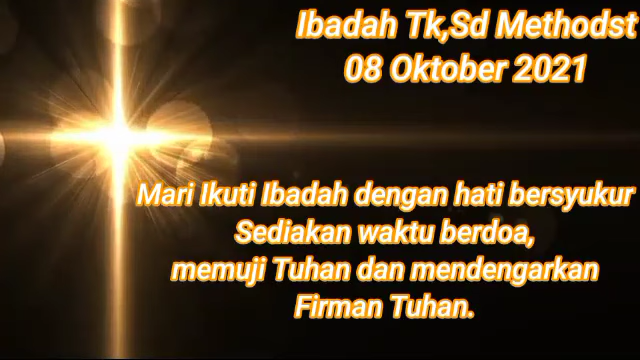 Ibadah Tk,Sd Methodst
08 Oktober 2021
Mari Ikuti Ibadah dengan hati bersyukur
Sediakan waktu berdoa,
memuji Tuhan dan mendengarkan
Firman Tuhan.